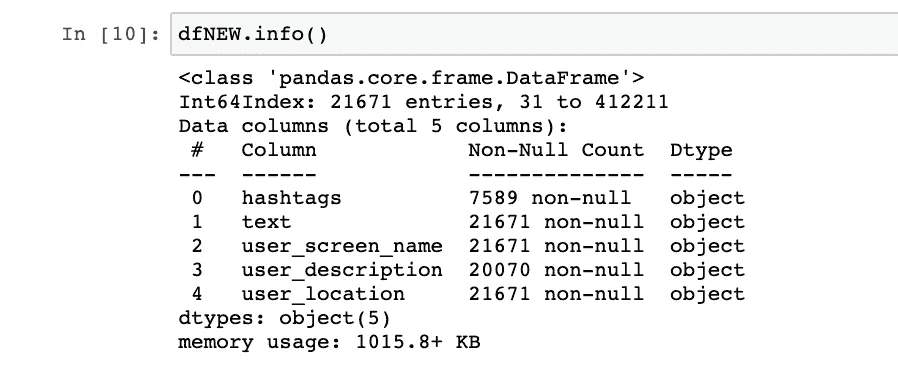 In [10]: dfNEW.info()
<class 'pandas.core.frame.DataFrame'>
Int64Index: 21671 entries, 31 to 412211
Data columns (total 5 columns):
 #   Column            Non-Null Count  Dtype
---  ------            --------------  -----
 0   hashtags          7589 non-null   object
 1   text              21671 non-null  object
 2   user_screen_name  21671 non-null  object
 3   user_description  20070 non-null  object
 4   user_location     21671 non-null  object
dtypes: object(5)
memory usage: 1015.8+ KB